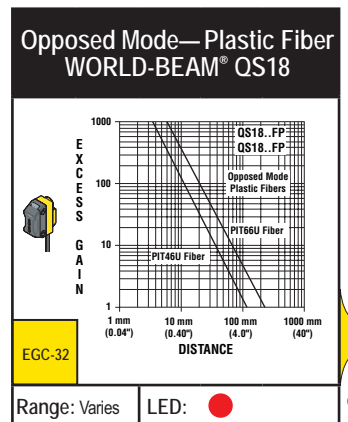 Opposed Mode—Plastic Fiber
WORLD-BEAM® QS18
EXCESS GAIN
1000
100
10
1
QS18..FP
QS18..FP
Opposed Mode
Plastic Fibers
PIT66U Fiber
PIT46U Fiber
1 mm
(0.04")
10 mm
(0.40")
100 mm
(4.0")
1000 mm
(40")
DISTANCE
EGC-32
Range: Varies
LED: